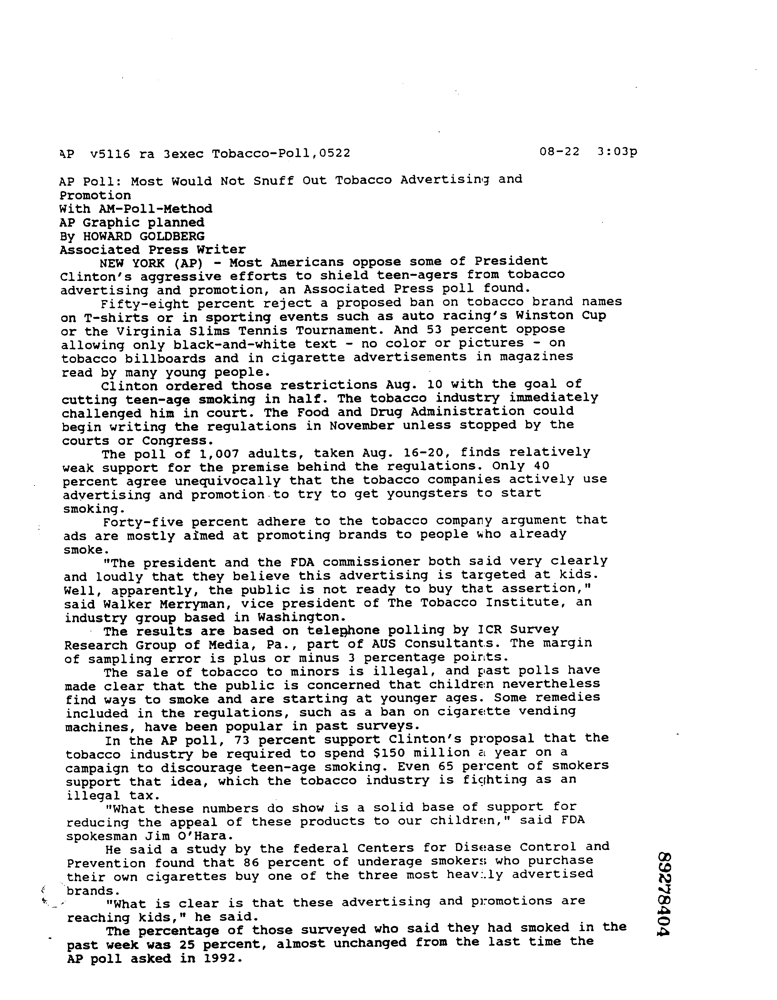 AP v5116 ra 3exec Tobacco-Poll,0522 08-22 3:03p
AP Poll: Most Would Not Snuff Out Tobacco Advertising and
Promotion
With AM-Poll-Method
AP Graphic planned
By HOWARD GOLDBERG
Associated Press Writer
NEW YORK (AP) - Most Americans oppose some of President
Clinton's aggressive efforts to shield teen-agers from tobacco
advertising and promotion, an Associated Press poll found.
Fifty-eight percent reject a proposed ban on tobacco brand names
on T-shirts or in sporting events such as auto racing's Winston Cup
or the Virginia Slims Tennis Tournament. And 53 percent oppose
allowing only black-and-white text - no color or pictures - on
tobacco billboards and in cigarette advertisements in magazines
read by many young people.
Clinton ordered those restrictions Aug. 10 with the goal of
cutting teen-age smoking in half. The tobacco industry immediately
challenged him in court. The Food and Drug Administration could
begin writing the regulations in November unless stopped by the
courts or Congress.
The poll of 1,007 adults, taken Aug. 16-20, finds relatively
weak support for the premise behind the regulations. Only 40
percent agree unequivocally that the tobacco companies actively use
advertising and promotion to try to get youngsters to start
smoking.
Forty-five percent adhere to the tobacco company argument that
ads are mostly aimed at promoting brands to people who already
smoke.
"The president and the FDA commissioner both said very clearly
and loudly that they believe this advertising is targeted at kids.
Well, apparently, the public is not ready to buy that assertion,"
said Walker Merryman, vice president of The Tobacco Institute, an
industry group based in Washington.
The results are based on telephone polling by ICR Survey
Research Group of Media, Pa., part of AUS Consultants. The margin
of sampling error is plus or minus 3 percentage points.
The sale of tobacco to minors is illegal, and past polls have
made clear that the public is concerned that children nevertheless
find ways to smoke and are starting at younger ages. Some remedies
included in the regulations, such as a ban on cigarette vending
machines, have been popular in past surveys.
In the AP poll, 73 percent support Clinton's proposal that the
tobacco industry be required to spend $150 million a year on a
campaign to discourage teen-age smoking. Even 65 percent of smokers
support that idea, which the tobacco industry is fighting as an
illegal tax.
"What these numbers do show is a solid base of support for
reducing the appeal of these products to our children," said FDA
spokesman Jim O'Hara.
He said a study by the federal Centers for Disease Control and
Prevention found that 86 percent of underage smokers who purchase
their own cigarettes buy one of the three most heavily advertised
brands.
"What is clear is that these advertising and promotions are
reaching kids," he said.
The percentage of those surveyed who said they had smoked in the
past week was 25 percent, almost unchanged from the last time the
AP poll asked in 1992.
89278404